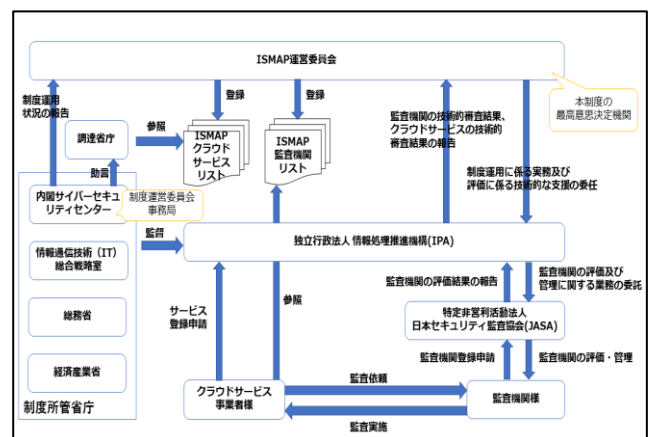 ISMAP運営委員会
制度運用
状況の報告
登録
登録
本制度の
最高意思決定機関
監査機関の技術的審査結果、
クラウドサービスの技術的
審査結果の報告
調達省庁
参照
ISMAP
クラウド
サービス
リスト
ISMAP
監査機関
リスト
助言
制度運用に係る実務及び
評価に係る技術的な支援の委任
内閣サイバーセキュ
リティセンター
制度運営委員会
事務局
監督
独立行政法人 情報処理推進機構(IPA)
情報通信技術（IT）
総合戦略室
監査機関の評価結果の報告
監査機関の評価及び
管理に関する業務の委託
サービス
登録申請
参照
総務省
特定非営利活動法人
日本セキュリティ監査協会(JASA)
監査機関登録申請
監査機関の評価・管理
経済産業省
クラウドサービス
事業者様
監査依頼
監査機関様
制度所管省庁
監査実施